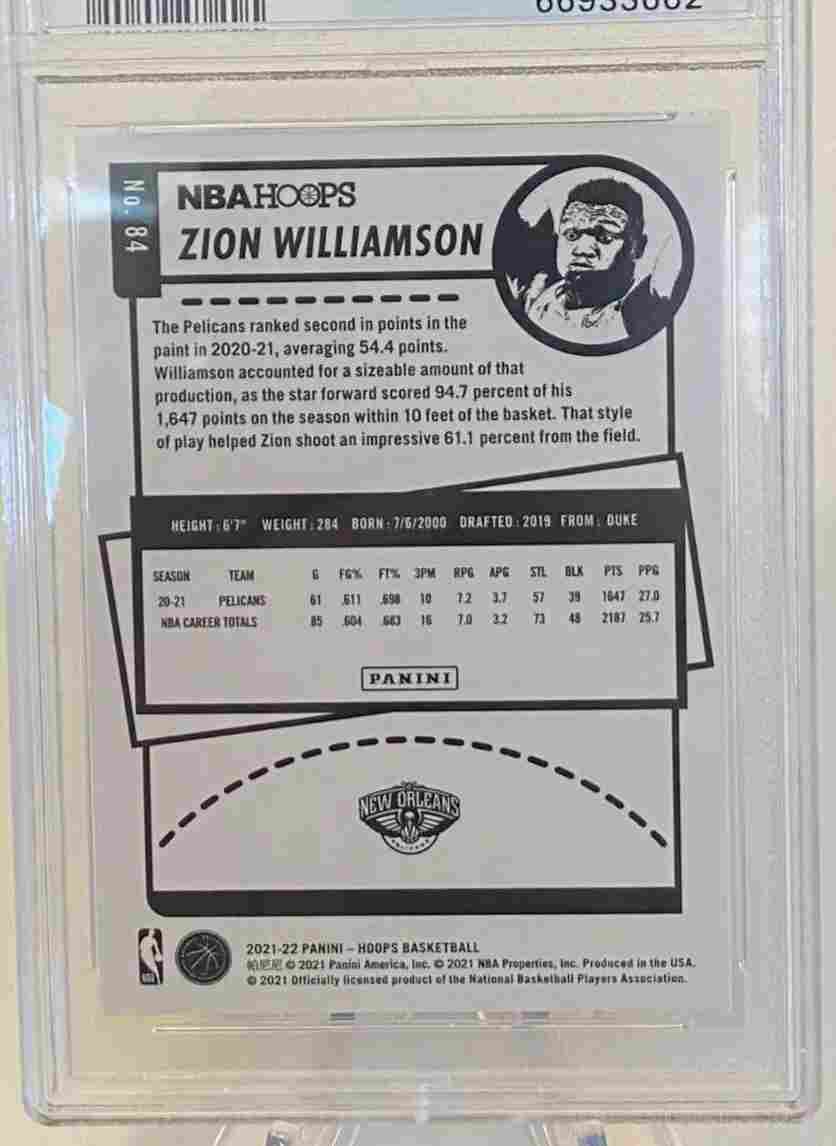 No. 84
NBA HOOPS
ZION WILLIAMSON
The Pelicans ranked second in points in the
paint in 2020-21, averaging 54.4 points.
Williamson accounted for a sizeable amount of that
production, as the star forward scored 94.7 percent of his
1,647 points on the season within 10 feet of the basket. That style
of play helped Zion shoot an impressive 61.1 percent from the field.
HEIGHT: 6'7" WEIGHT: 284 BORN: 7/6/2000 DRAFTED: 2019 FROM: DUKE
SEASON TEAM G FG% FT% 3PM RPG APG STL BLK PTS PPG
20-21 PELICANS 61 .611 .698 10 7.2 3.7 57 39 1647 27.0
NBA CAREER TOTALS 85 .604 .683 16 7.0 3.2 73 48 2187 25.7
PANINI
NEW ORLEANS
PELICANS
2021-22 PANINI – HOOPS BASKETBALL
帕尼尼 © 2021 Panini America, Inc. © 2021 NBA Properties, Inc. Produced in the USA.
© 2021 Officially licensed product of the National Basketball Players Association.